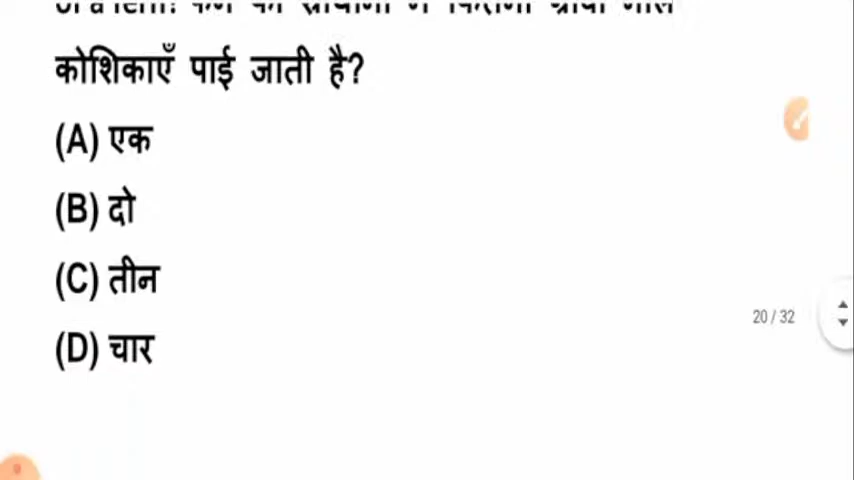 कोशिकाएँ पाई जाती है?
(A) एक
(B) दो
(C) तीन
(D) चार
20 / 32